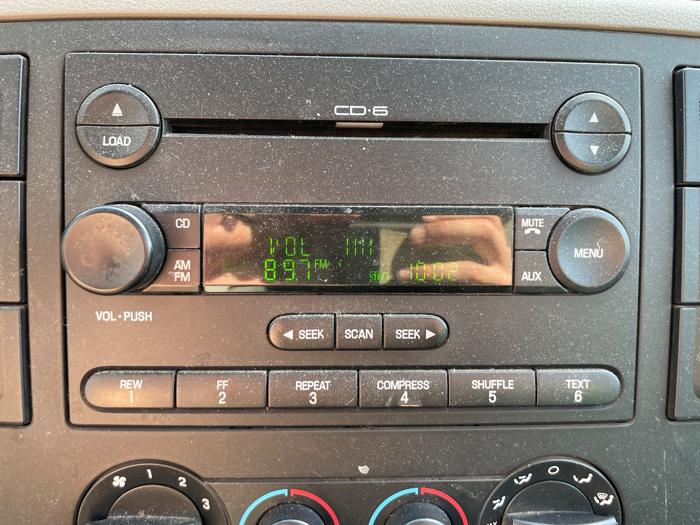 CD·6
LOAD
CD
MUTE
VOL
AM
FM
89.7 FM
10:02
AUX
MENU
VOL • PUSH
SEEK SCAN SEEK
REW FF REPEAT COMPRESS SHUFFLE TEXT
1 2 3 4 5 6
1
2
3